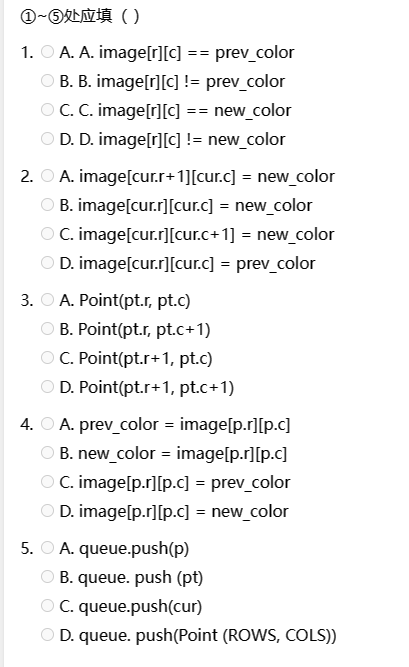 ①~⑤处应填（ ）
1. A. A. image[r][c] == prev_color
B. B. image[r][c] != prev_color
C. C. image[r][c] == new_color
D. D. image[r][c] != new_color
2. A. image[cur.r+1][cur.c] = new_color
B. image[cur.r][cur.c] = new_color
C. image[cur.r][cur.c+1] = new_color
D. image[cur.r][cur.c] = prev_color
3. A. Point(pt.r, pt.c)
B. Point(pt.r, pt.c+1)
C. Point(pt.r+1, pt.c)
D. Point(pt.r+1, pt.c+1)
4. A. prev_color = image[p.r][p.c]
B. new_color = image[p.r][p.c]
C. image[p.r][p.c] = prev_color
D. image[p.r][p.c] = new_color
5. A. queue.push(p)
B. queue. push (pt)
C. queue.push(cur)
D. queue. push(Point (ROWS, COLS))